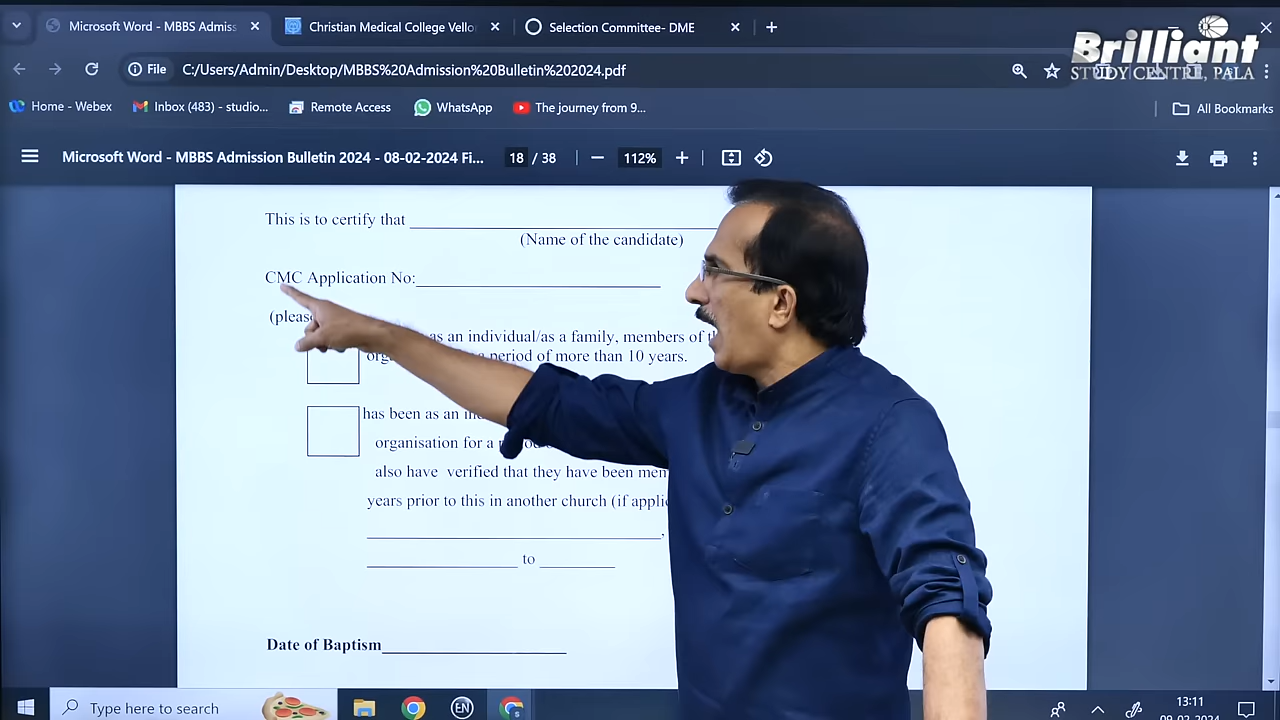 Microsoft Word - MBBS Admiss
Christian Medical College Vello
Selection Committee- DME
Brilliant
STUDY CENTRE, PALA
File
C:/Users/Admin/Desktop/MBBS%20Admission%20Bulletin%202024.pdf
Home - Webex
Inbox (483) - studio...
Remote Access
WhatsApp
The journey from 9...
All Bookmarks
Microsoft Word - MBBS Admission Bulletin 2024 - 08-02-2024 Fi...
18 / 38
112%
This is to certify that
(Name of the candidate)
CMC Application No:
(please
as an individual/as a family, members of
period of more than 10 years.
has been as an
organisation for a
also have verified that they have been
years prior to this in another church (if
to
Date of Baptism
Type here to search
EN
13:11
09-02-2024